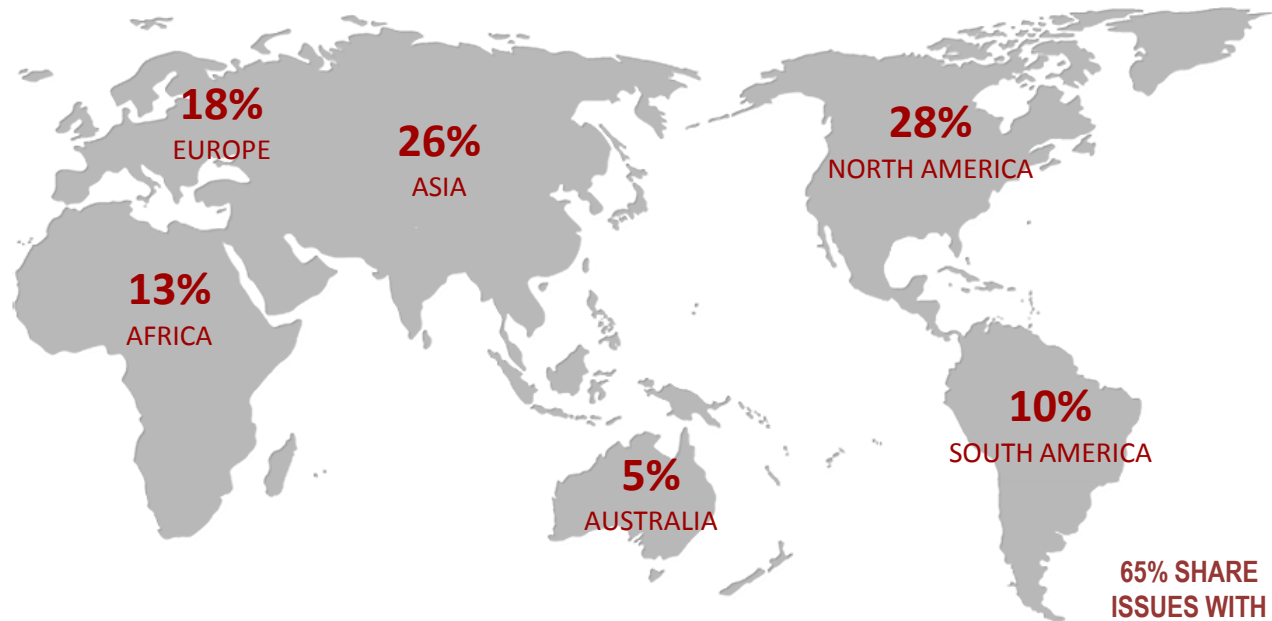 18%
EUROPE
26%
ASIA
28%
NORTH AMERICA
13%
AFRICA
10%
SOUTH AMERICA
5%
AUSTRALIA
65% SHARE
ISSUES WITH